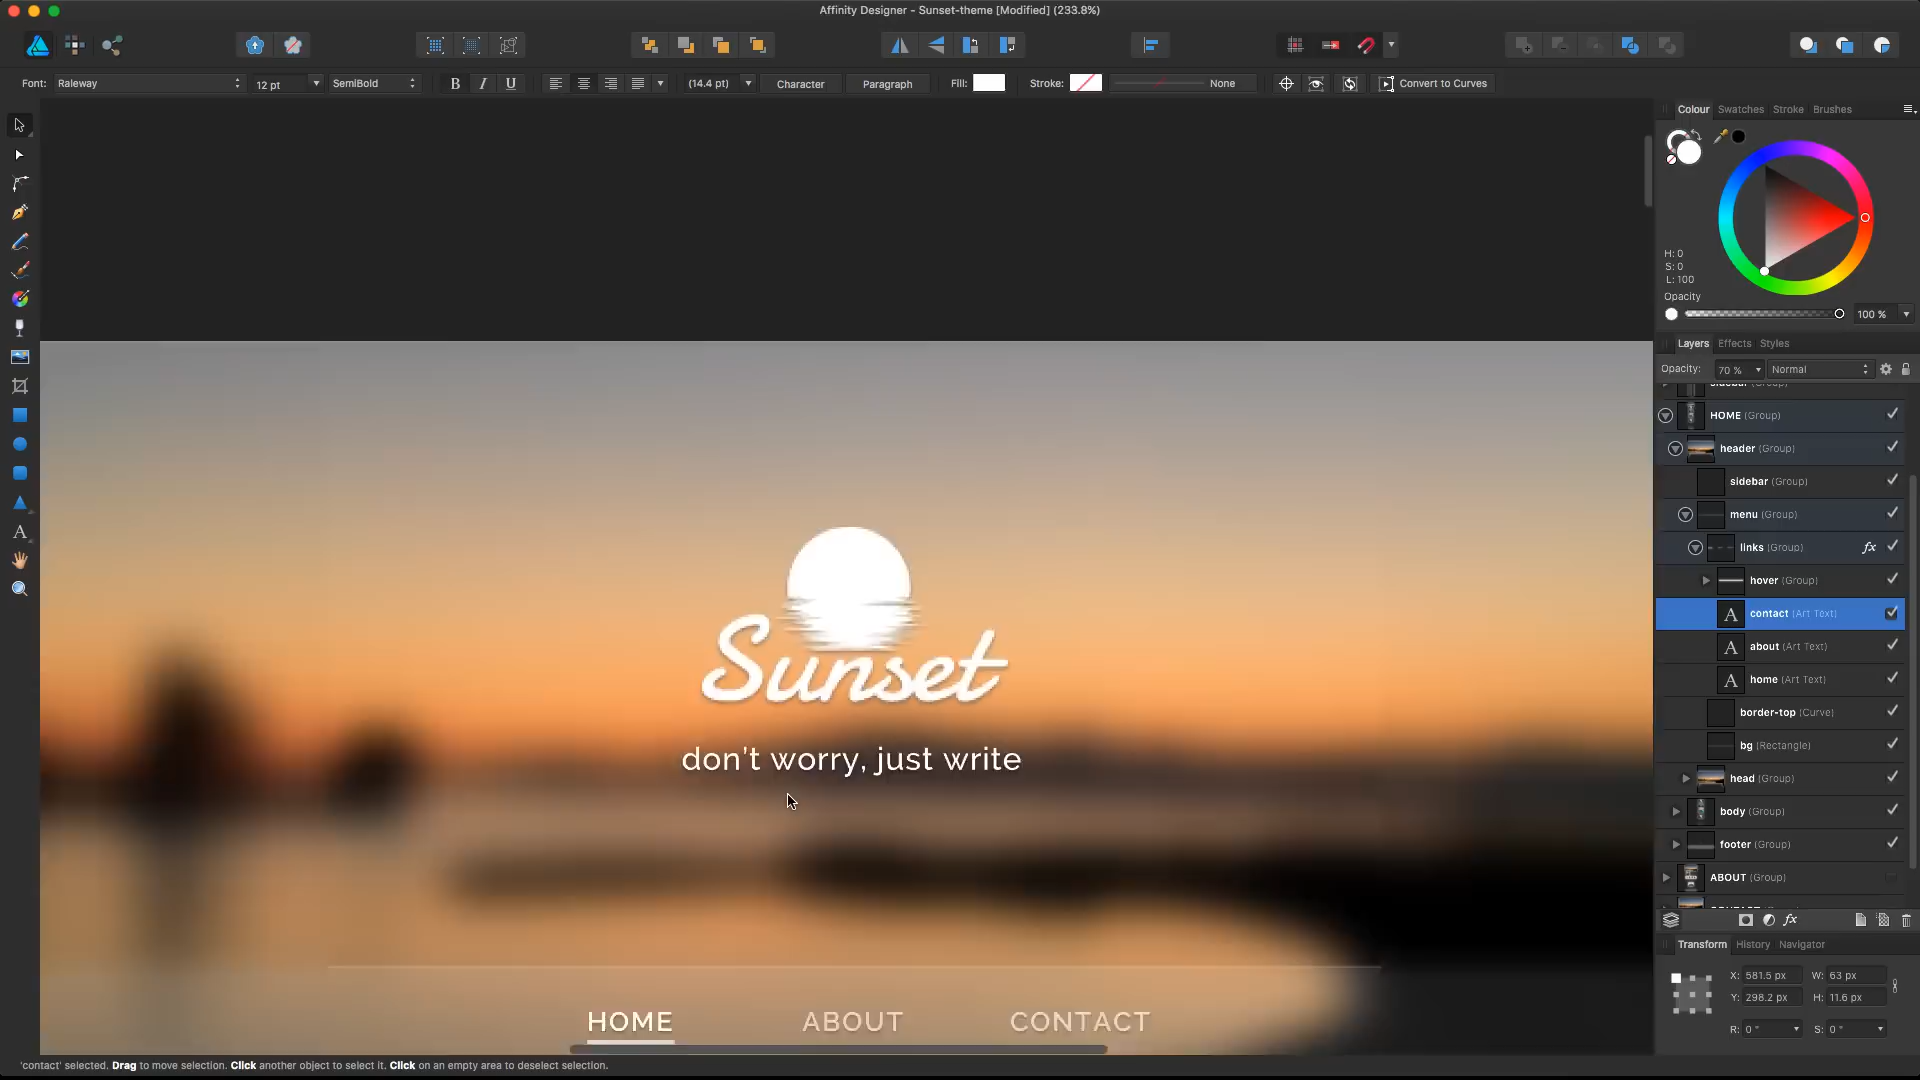 Affinity Designer - Sunset-theme [Modified] (233.8%)
Font: Raleway 12 pt SemiBold B I U (14.4 pt) Character Paragraph Fill: Stroke: None Convert to Curves
Colour Swatches Stroke Brushes
H: 0
S: 0
L: 100
Opacity
100 %
Layers Effects Styles
Opacity: 70 % Normal
HOME (Group)
header (Group)
sidebar (Group)
menu (Group)
links (Group) fx
hover (Group)
A contact (Art Text)
A about (Art Text)
A home (Art Text)
border-top (Curve)
bg (Rectangle)
head (Group)
body (Group)
footer (Group)
ABOUT (Group)
fx
Transform History Navigator
X: 581.5 px W: 63 px
Y: 298.2 px H: 11.6 px
R: 0 ° S: 0 °
A
Sunset
don't worry, just write
HOME ABOUT CONTACT
'contact' selected. Drag to move selection. Click another object to select it. Click on an empty area to deselect selection.